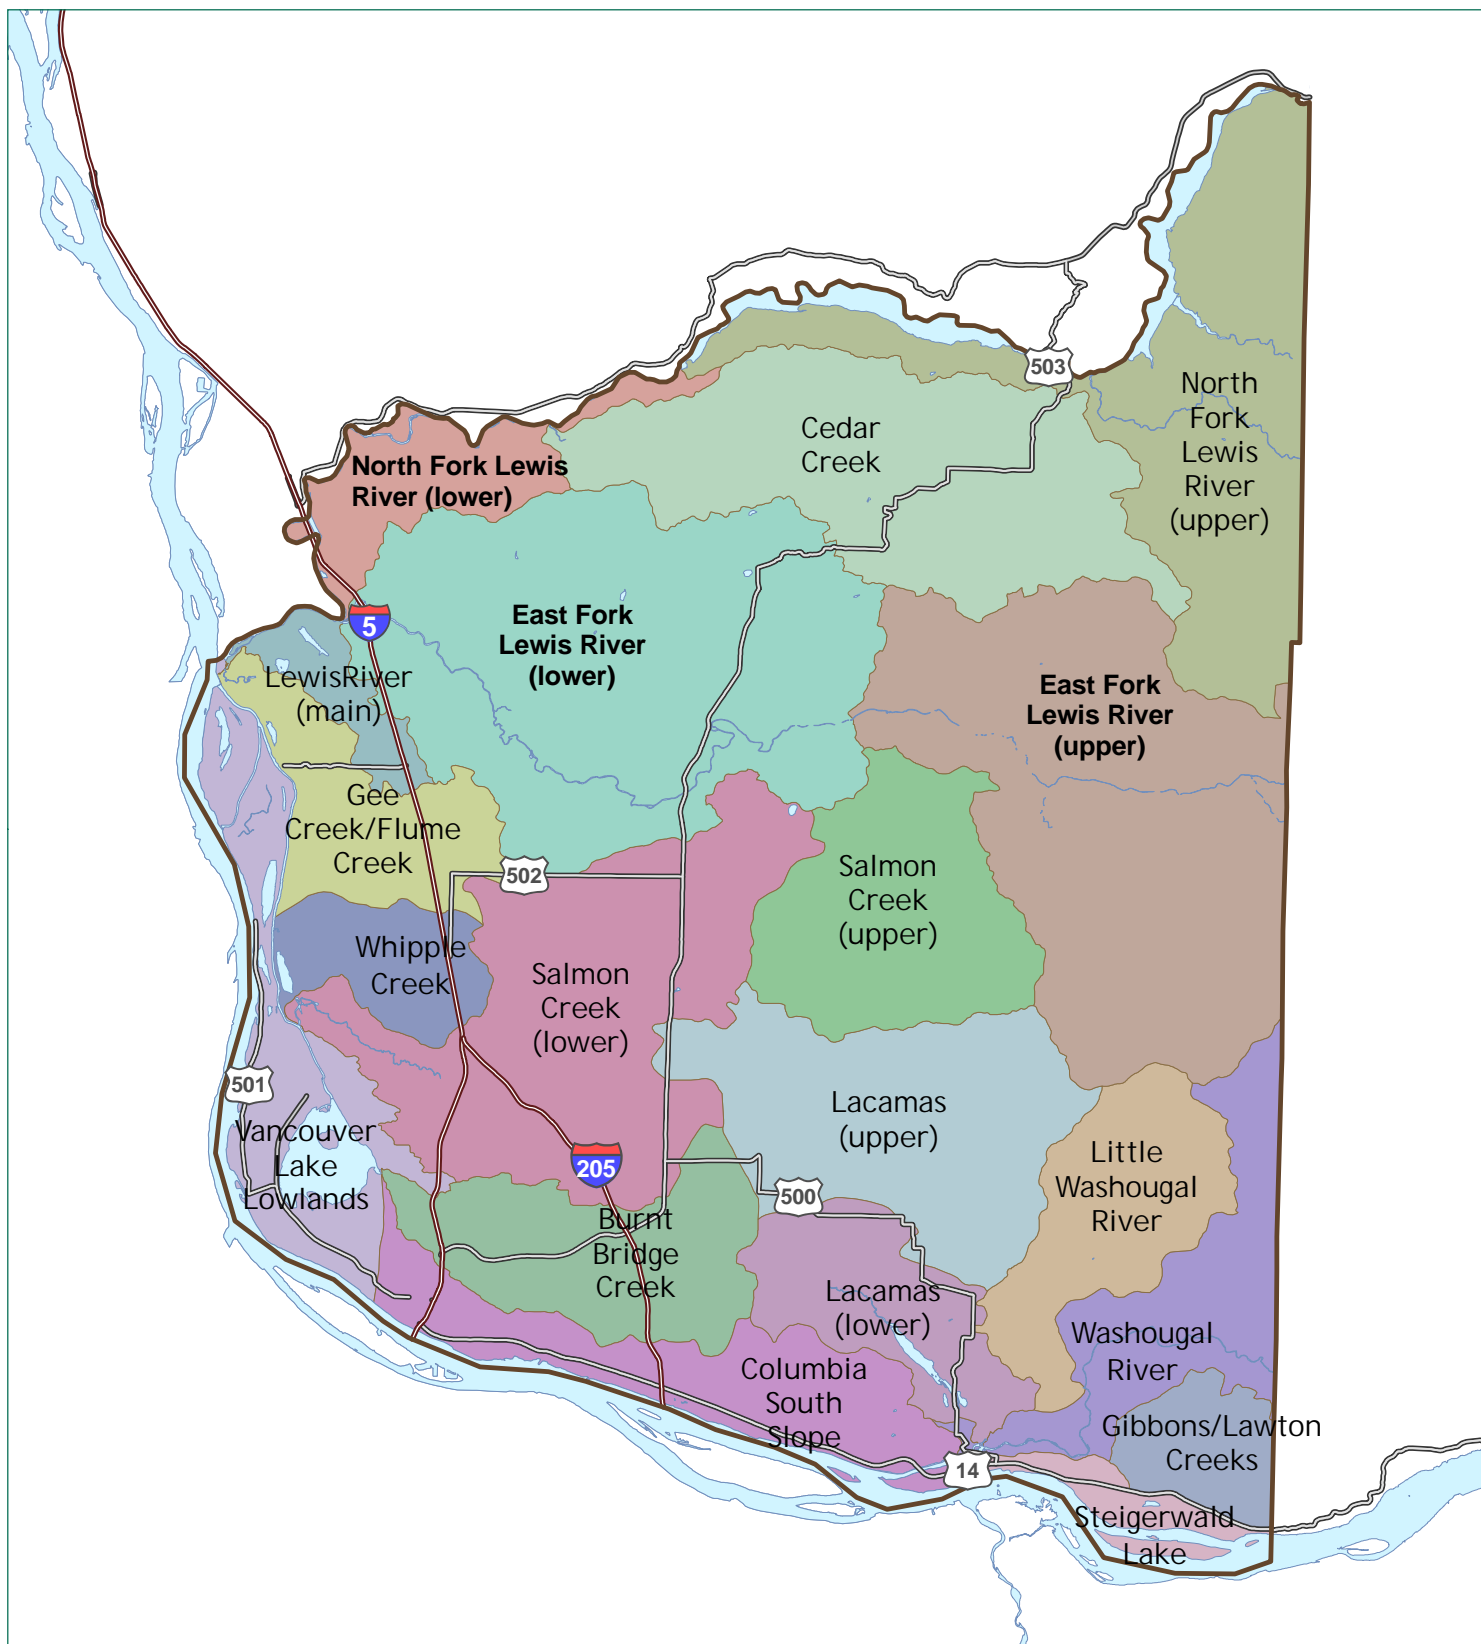 503
North
Fork
Lewis
River
(upper)
Cedar
Creek
North Fork Lewis
River (lower)
5
East Fork
Lewis River
(lower)
LewisRiver
(main)
East Fork
Lewis River
(upper)
Gee
Creek/Flume
Creek
502
Salmon
Creek
(upper)
Whipple
Creek
Salmon
Creek
(lower)
501
Lacamas
(upper)
Vancouver
Lake
Lowlands
205
500
Little
Washougal
River
Burnt
Bridge
Creek
Lacamas
(lower)
Washougal
River
Columbia
South
Slope
Gibbons/Lawton
Creeks
14
Steigerwald
Lake